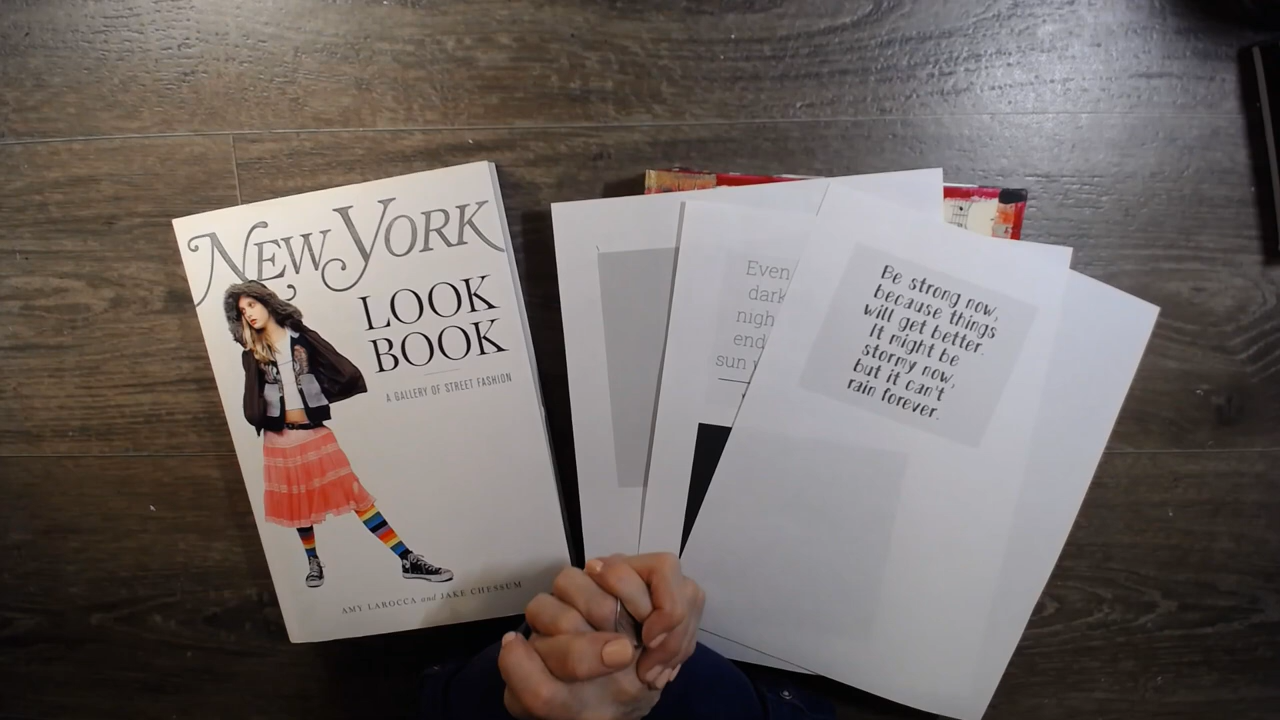 NEW YORK
LOOK
BOOK
A GALLERY OF STREET FASHION
AMY LAROCCA and JAKE CHESSUM
Even
dark
nigh
end
sun
Be strong now,
because things
will get better.
It might be
stormy now,
but it can't
rain forever.